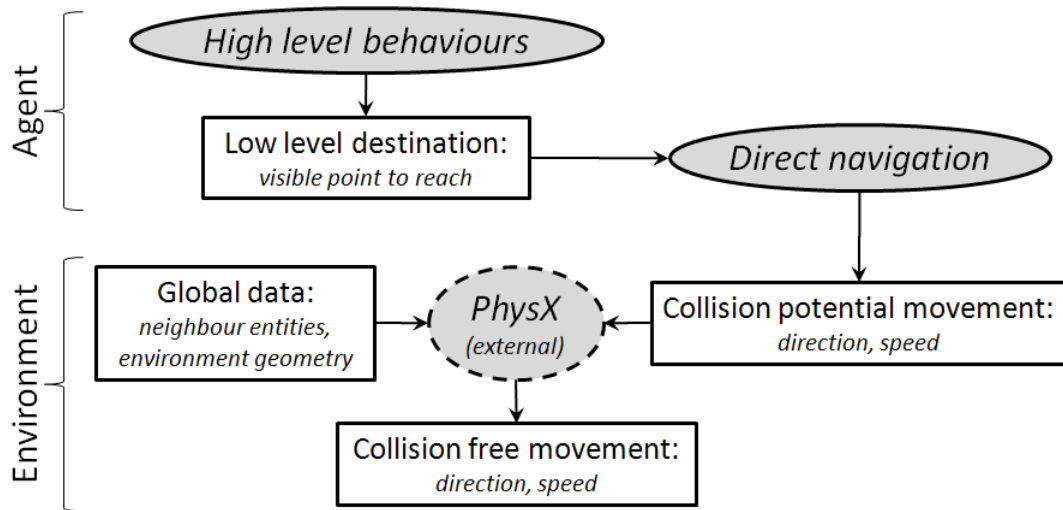 High level behaviours
Agent
Low level destination:
visible point to reach
Direct navigation
Environment
Global data:
neighbour entities,
environment geometry
PhysX
(external)
Collision potential movement:
direction, speed
Collision free movement:
direction, speed